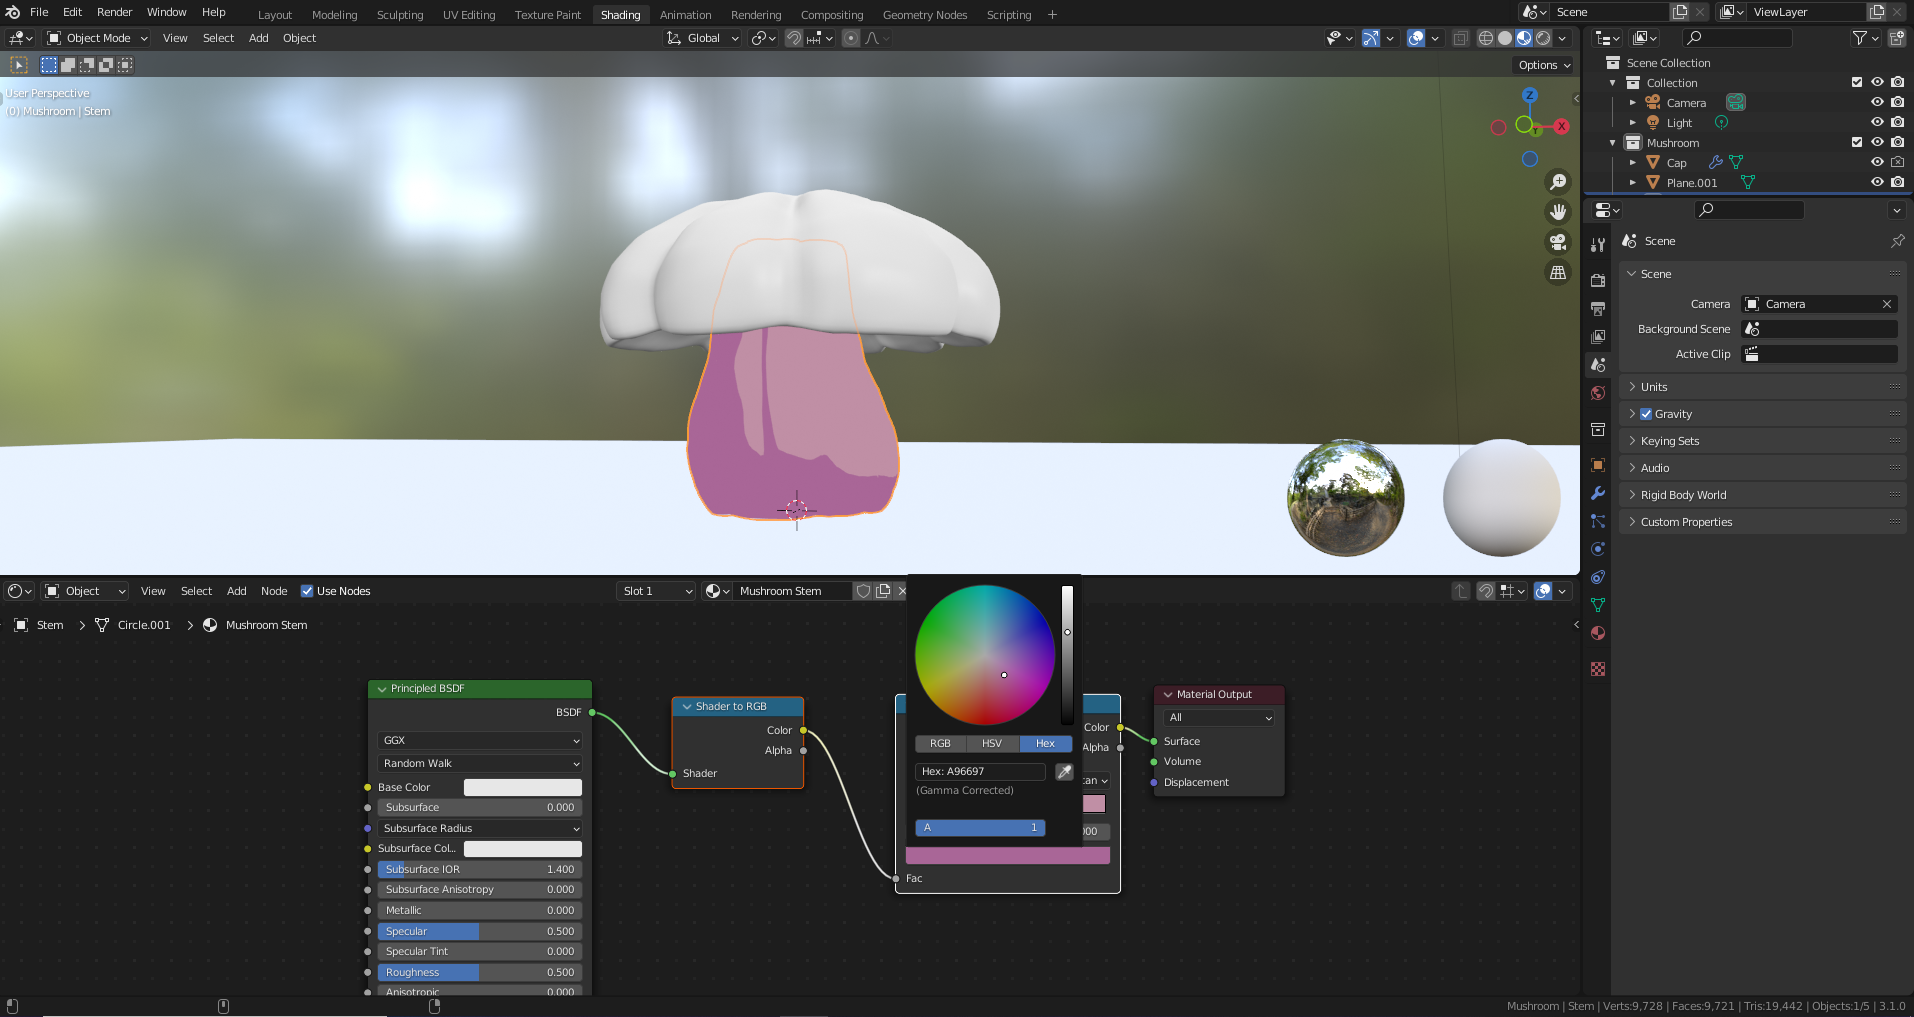 File Edit Render Window Help Layout Modeling Sculpting UV Editing Texture Paint Shading Animation Rendering Compositing Geometry Nodes Scripting + Scene ViewLayer
Object Mode View Select Add Object Global
Options
User Perspective
(0) Mushroom | Stem
Z
X
Y
Scene Collection
Collection
Camera
Light
Mushroom
Cap
Plane.001
Scene
Scene
Camera Camera
Background Scene
Active Clip
Units
Gravity
Keying Sets
Audio
Rigid Body World
Custom Properties
Object View Select Add Node Use Nodes Slot 1 Mushroom Stem
Stem > Circle.001 > Mushroom Stem
Principled BSDF
BSDF
GGX
Random Walk
Base Color
Subsurface 0.000
Subsurface Radius
Subsurface Col...
Subsurface IOR 1.400
Subsurface Anisotropy 0.000
Metallic 0.000
Specular 0.500
Specular Tint 0.000
Roughness 0.500
Anisotropic 0.000
Shader to RGB
Color
Alpha
Shader
RGB HSV Hex
Hex: A96697
(Gamma Corrected)
A 1
Color
Alpha
Fac
Material Output
All
Surface
Volume
Displacement
Mushroom | Stem | Verts:9,728 | Faces:9,721 | Tris:19,442 | Objects:1/5 | 3.1.0